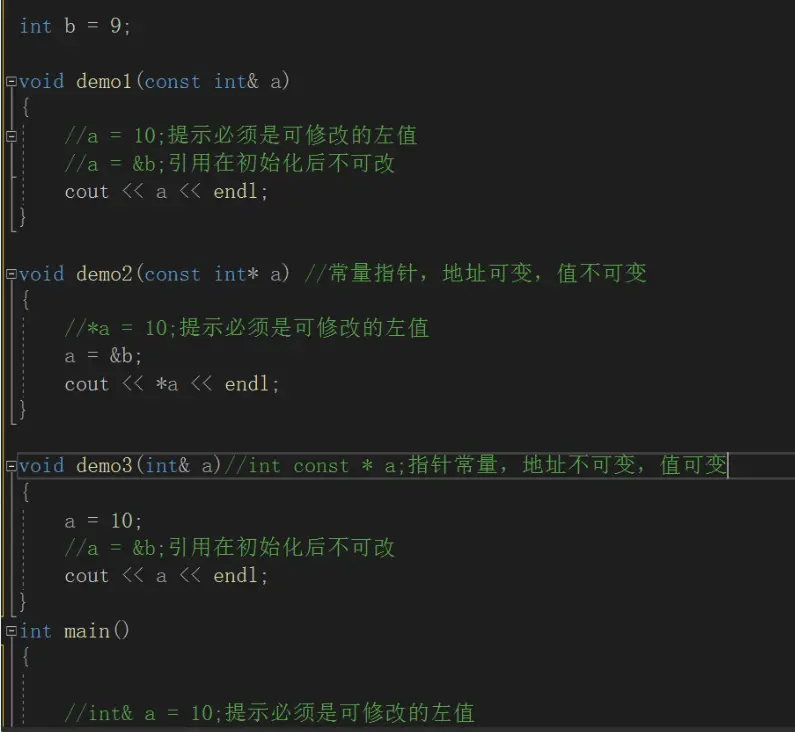 int b = 9;
void demo1(const int& a)
{
//a = 10;提示必须是可修改的左值
//a = &b;引用在初始化后不可改
cout << a << endl;
}
void demo2(const int* a) //常量指针，地址可变，值不可变
{
//*a = 10;提示必须是可修改的左值
a = &b;
cout << *a << endl;
}
void demo3(int& a)//int const * a;指针常量，地址不可变，值可变
{
a = 10;
//a = &b;引用在初始化后不可改
cout << a << endl;
}
int main()
{
//int& a = 10;提示必须是可修改的左值